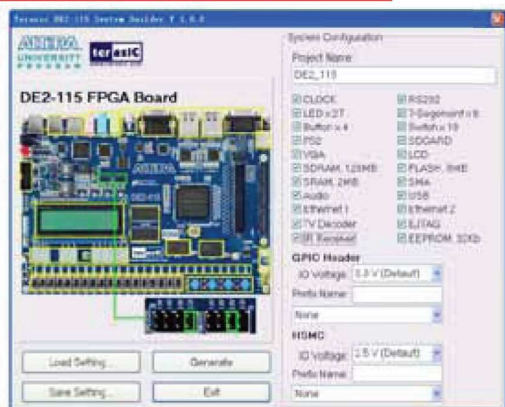 Terasic DE2-115 System Builder V 1.0.0
ALTERA
UNIVERSITY
PROGRAM
terasIC
DE2-115 FPGA Board
Load Setting...
Generate
Save Setting...
Exit
System Configuration
Project Name:
DE2_115
CLOCK
RS232
LED x 27
7-Segement x 8
Button x 4
Switch x 18
PS2
SDCARD
VGA
LCD
SDRAM, 128MB
FLASH, 8MB
SRAM, 2MB
SMA
Audio
USB
Ethernet 1
Ethernet 2
TV Decoder
EJTAG
IR Receiver
EEPROM, 32Kb
GPIO Header
IO Voltage:
3.3 V (Default)
Prefix Name:
None
HSMC
IO Voltage:
2.5 V (Default)
Prefix Name:
None